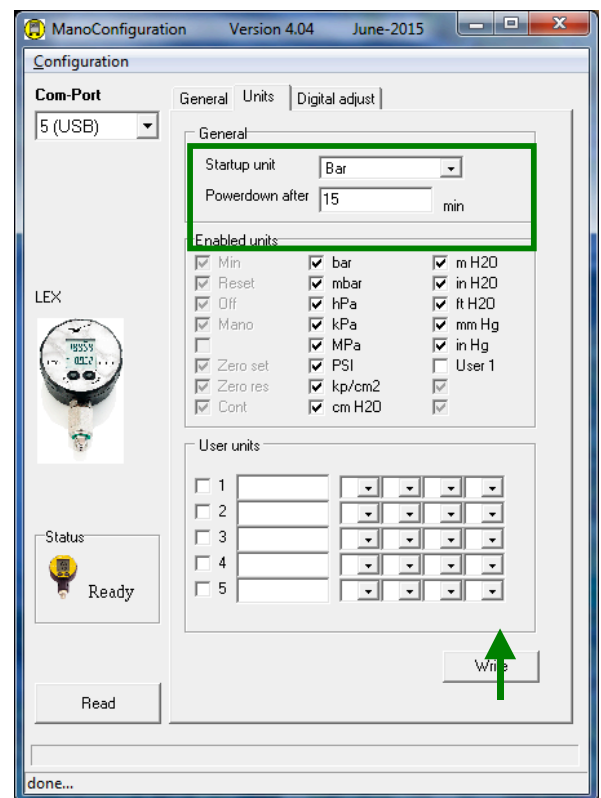 ManoConfiguration Version 4.04 June-2015
Configuration
Com-Port
5 (USB)
General Units Digital adjust
General
Startup unit Bar
Powerdown after 15 min
Enabled units
Min bar m H2O
Reset mbar in H2O
Off hPa ft H2O
Mano kPa mm Hg
MPa in Hg
Zero set PSI User 1
Zero res kp/cm2
Cont cm H2O
LEX
User units
1
2
3
4
5
Status
Ready
Write
Read
done...